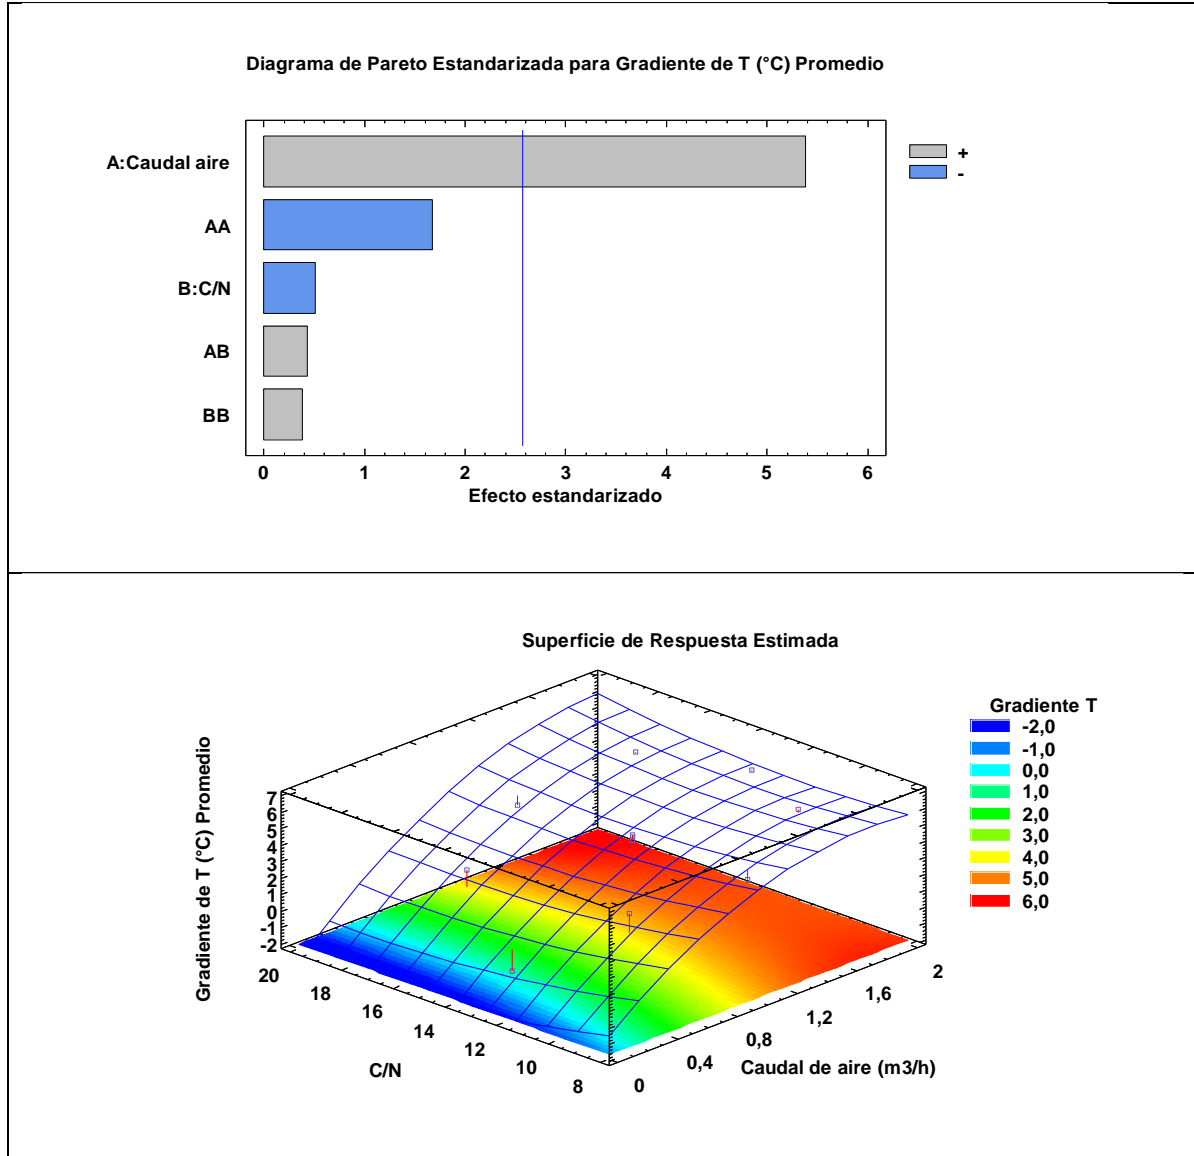 Diagrama de Pareto Estandarizada para Gradiente de T (°C) Promedio
A:Caudal aire
AA
B:C/N
AB
BB
+
-
0 1 2 3 4 5 6
Efecto estandarizado
Superficie de Respuesta Estimada
Gradiente de T (°C) Promedio
7
6
5
4
3
2
1
0
-1
-2
20 18 16 14 12 10 8
C/N
0 0,4 0,8 1,2 1,6 2
Caudal de aire (m3/h)
Gradiente T
-2,0
-1,0
0,0
1,0
2,0
3,0
4,0
5,0
6,0